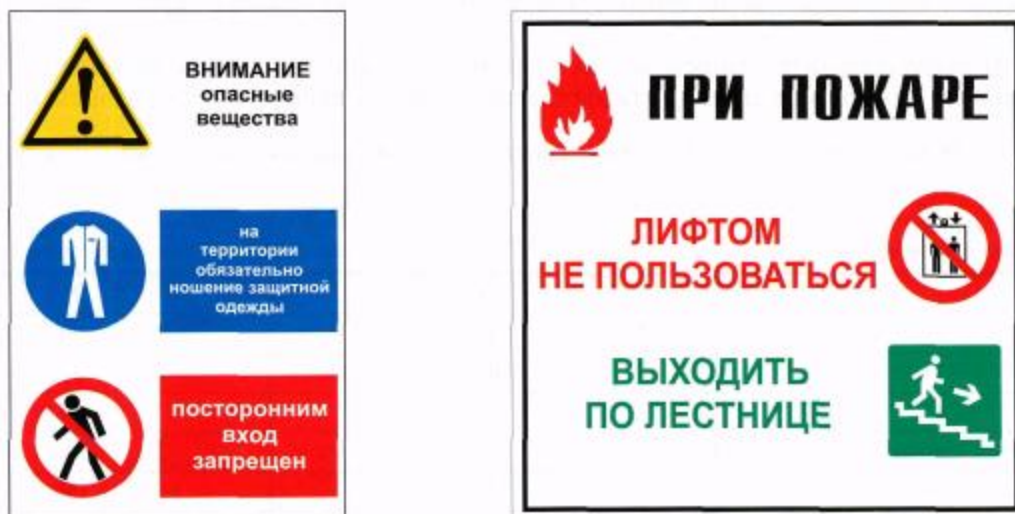 ВНИМАНИЕ
опасные
вещества
на
территории
обязательно
ношение защитной
одежды
посторонним
вход
запрещен
ПРИ ПОЖАРЕ
ЛИФТОМ
НЕ ПОЛЬЗОВАТЬСЯ
ВЫХОДИТЬ
ПО ЛЕСТНИЦЕ